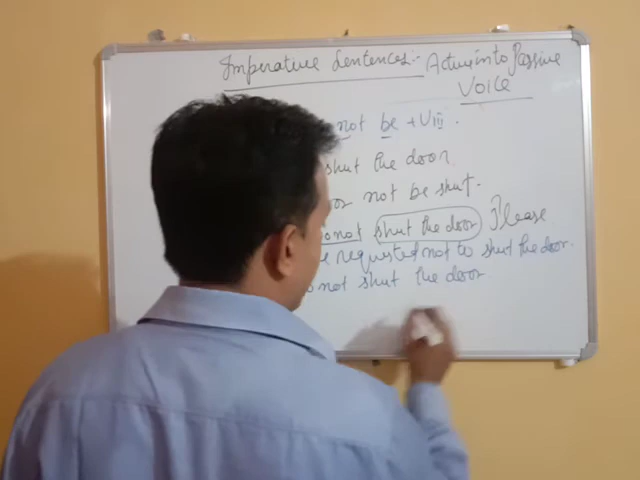 Imperative Sentences:- Active into Passive
Voice
not be + Viii.
shut the door.
not be shut.
not shut the door Please
requested not to shut the door.
not shut the door